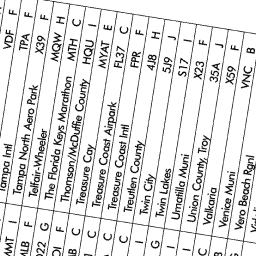 VDF F
Tampa Intl TPA F
Tampa North Aero Park X39 F
Telfair-Wheeler MQW H
The Florida Keys Marathon MTH C
Thomson/McDuffie County HQU I
Treasure Cay MYAT E
Treasure Coast Airpark FL37 C
Treasure Coast Intl FPR F
Treutlen County 4J8 H
Twin City 5J9 J
Twin Lakes S17 I
Umatilla Muni X23 F
Union County, Troy 35A J
Valkaria X59 F
Venice Muni VNC B
Vero Beach Rgnl